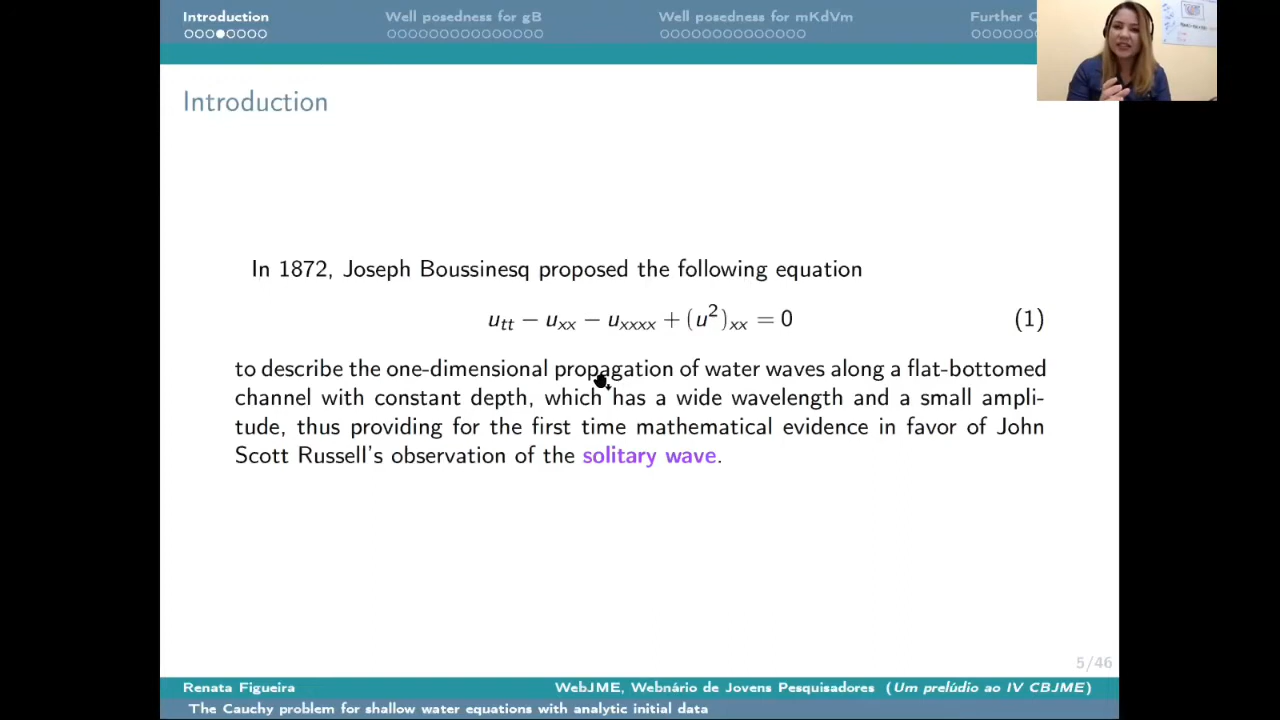 Introduction
Well posedness for gB
Well posedness for mKdVm
Further
Introduction
In 1872, Joseph Boussinesq proposed the following equation
u_tt − u_xx − u_xxxx + (u²)_xx = 0 (1)
to describe the one-dimensional propagation of water waves along a flat-bottomed
channel with constant depth, which has a wide wavelength and a small ampli-
tude, thus providing for the first time mathematical evidence in favor of John
Scott Russell's observation of the solitary wave.
5/46
Renata Figueira WebJME, Webnário de Jovens Pesquisadores (Um prelúdio ao IV CBJME)
The Cauchy problem for shallow water equations with analytic initial data